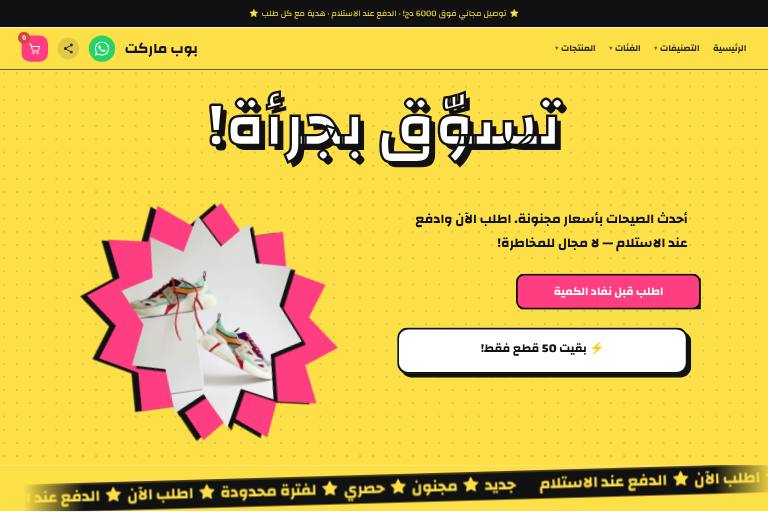 ★ توصيل مجاني فوق 6000 دج! · الدفع عند الاستلام · هدية مع كل طلب ★
الرئيسية التصنيفات الفئات المنتجات
بوب ماركت
0
تسوّق بجرأة!
أحدث الصيحات بأسعار مجنونة. اطلب الآن وادفع
عند الاستلام — لا مجال للمخاطرة!
اطلب قبل نفاد الكمية
⚡ بقيت 50 قطع فقط!
اطلب الآن ★ الدفع عند الاستلام جديد ★ مجنون ★ حصري ★ لفترة محدودة ★ اطلب الآن ★ الدفع عند